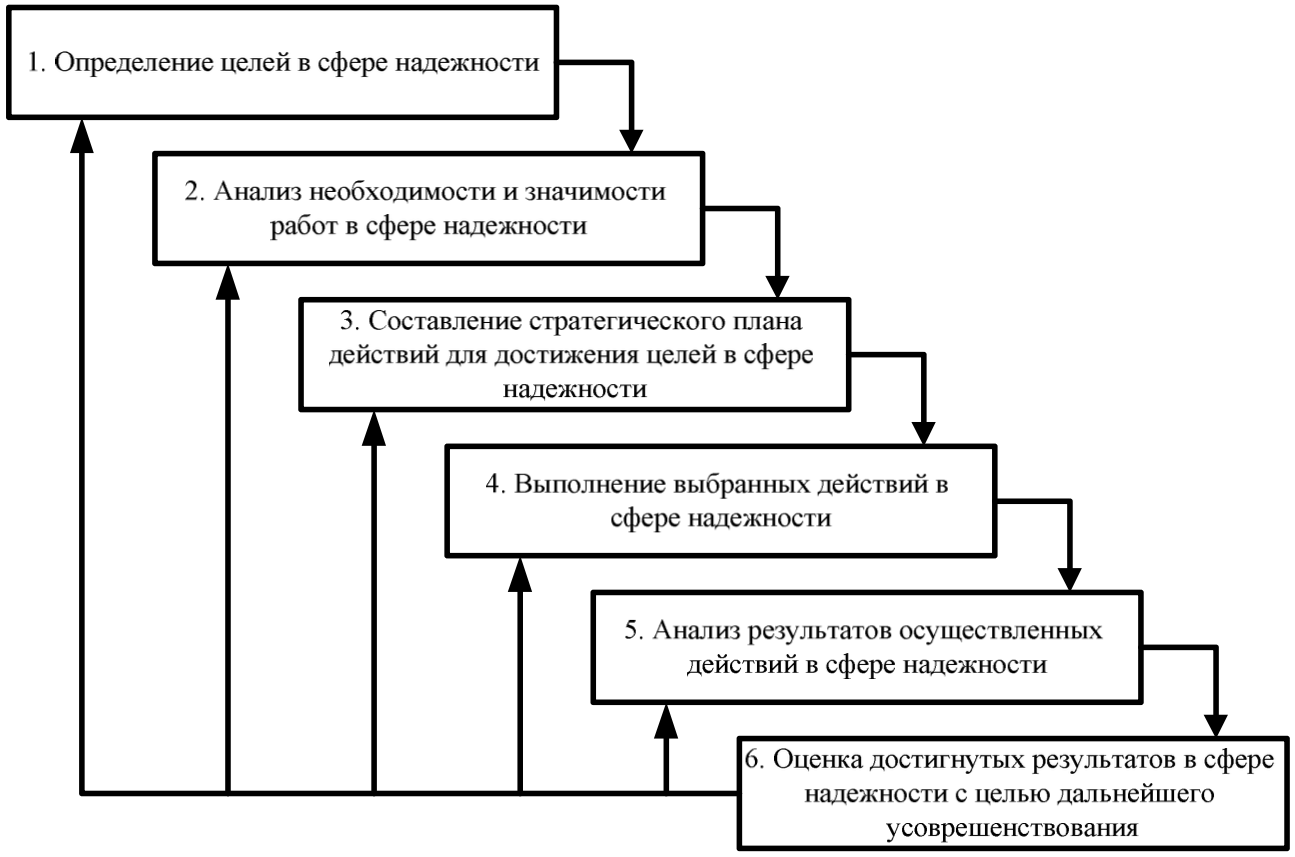 1. Определение целей в сфере надежности
2. Анализ необходимости и значимости
работ в сфере надежности
3. Составление стратегического плана
действий для достижения целей в сфере
надежности
4. Выполнение выбранных действий в
сфере надежности
5. Анализ результатов осуществленных
действий в сфере надежности
6. Оценка достигнутых результатов в сфере
надежности с целью дальнейшего
усоврешенствования